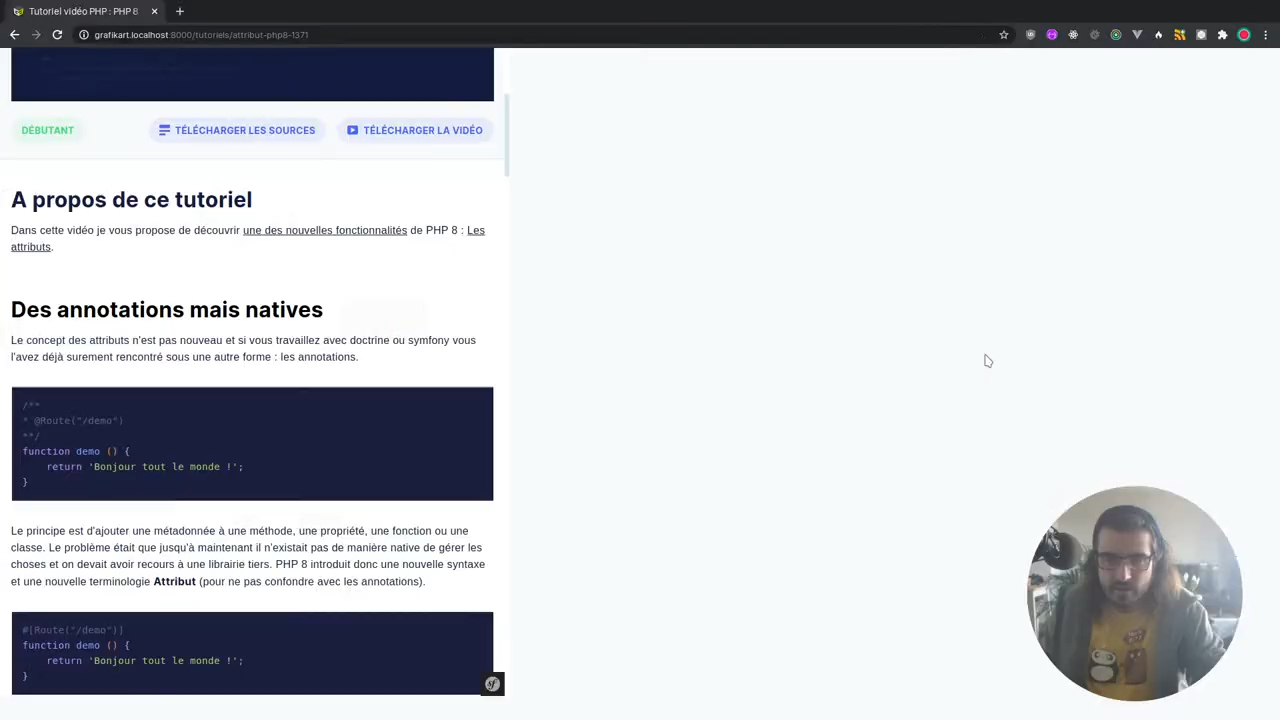 Tutoriel vidéo PHP : PHP 8
grafikart.localhost:8000/tutoriels/attribut-php8-1371
DÉBUTANT
TÉLÉCHARGER LES SOURCES
TÉLÉCHARGER LA VIDÉO
A propos de ce tutoriel
Dans cette vidéo je vous propose de découvrir une des nouvelles fonctionnalités de PHP 8 : Les
attributs.
Des annotations mais natives
Le concept des attributs n'est pas nouveau et si vous travaillez avec doctrine ou symfony vous
l'avez déjà surement rencontré sous une autre forme : les annotations.
/**
* @Route("/demo")
**/
function demo () {
    return 'Bonjour tout le monde !';
}
Le principe est d'ajouter une métadonnée à une méthode, une propriété, une fonction ou une
classe. Le problème était que jusqu'à maintenant il n'existait pas de manière native de gérer les
choses et on devait avoir recours à une librairie tiers. PHP 8 introduit donc une nouvelle syntaxe
et une nouvelle terminologie Attribut (pour ne pas confondre avec les annotations).
#[Route("/demo")]
function demo () {
    return 'Bonjour tout le monde !';
}
sf